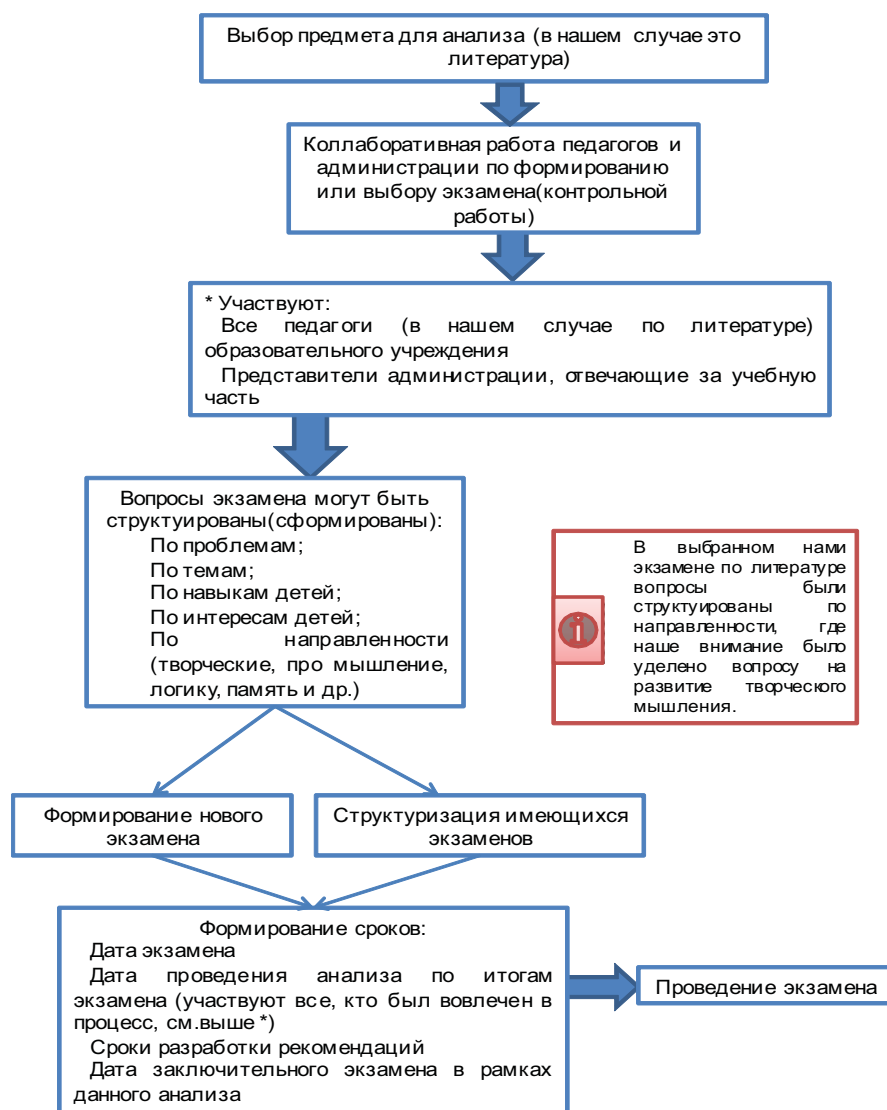 Выбор предмета для анализа (в нашем случае это
литература)
Коллаборативная работа педагогов и
администрации по формированию
или выбору экзамена(контрольной
работы)
* Участвуют:
Все педагоги (в нашем случае по литературе)
образовательного учреждения
Представители администрации, отвечающие за учебную
часть
Вопросы экзамена могут быть
структуированы(сформированы):
По проблемам;
По темам;
По навыкам детей;
По интересам детей;
По направленности
(творческие, про мышление,
логику, память и др.)
В выбранном нами
экзамене по литературе
вопросы были
структуированы по
направленности, где
наше внимание было
уделено вопросу на
развитие творческого
мышления.
Формирование нового
экзамена
Структуризация имеющихся
экзаменов
Формирование сроков:
Дата экзамена
Дата проведения анализа по итогам
экзамена (участвуют все, кто был вовлечен в
процесс, см.выше *)
Сроки разработки рекомендаций
Дата заключительного экзамена в рамках
данного анализа
Проведение экзамена